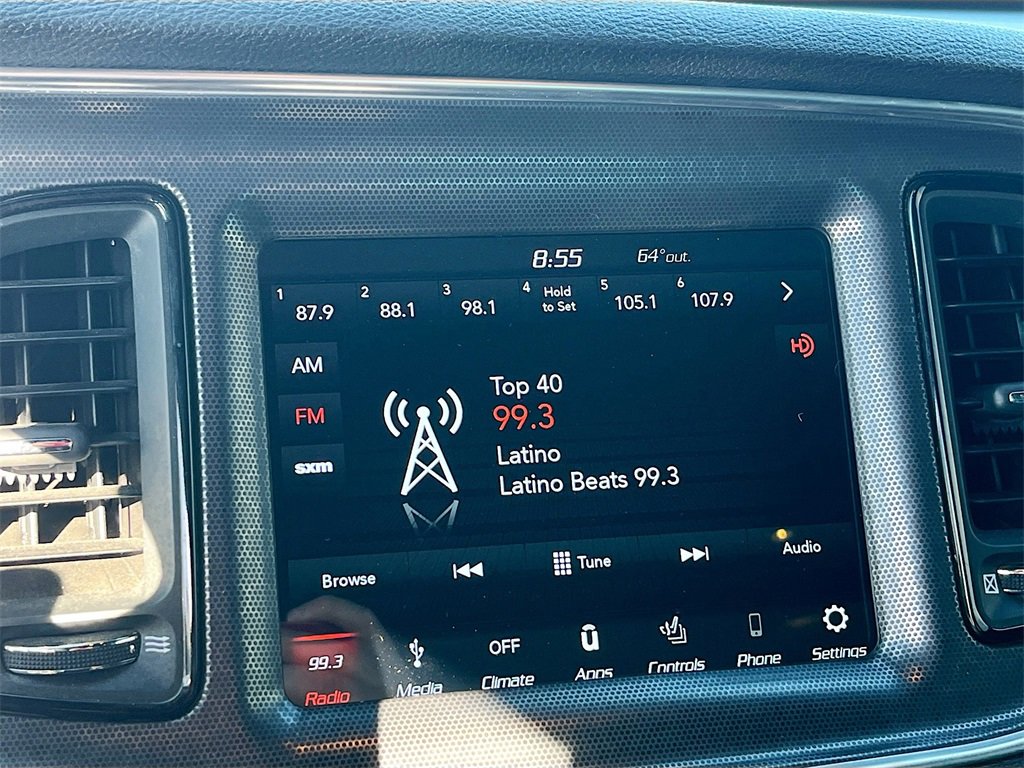 8:55 64°out.
1 87.9 2 88.1 3 98.1 4 Hold to Set 5 105.1 6 107.9
AM
HD
Top 40
FM
99.3
Latino
sxm
Latino Beats 99.3
Browse Tune Audio
99.3 OFF
Radio Media Climate Apps Controls Phone Settings